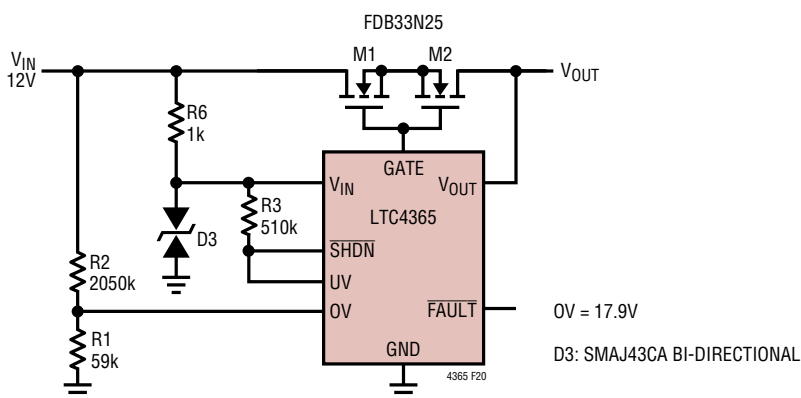 FDB33N25
M1 M2
VIN
12V
VOUT
R6
1k
GATE
VIN
VOUT
R3
510k
LTC4365
D3
SHDN
R2
2050k
UV
OV
FAULT
OV = 17.9V
R1
59k
GND
D3: SMAJ43CA BI-DIRECTIONAL
4365 F20